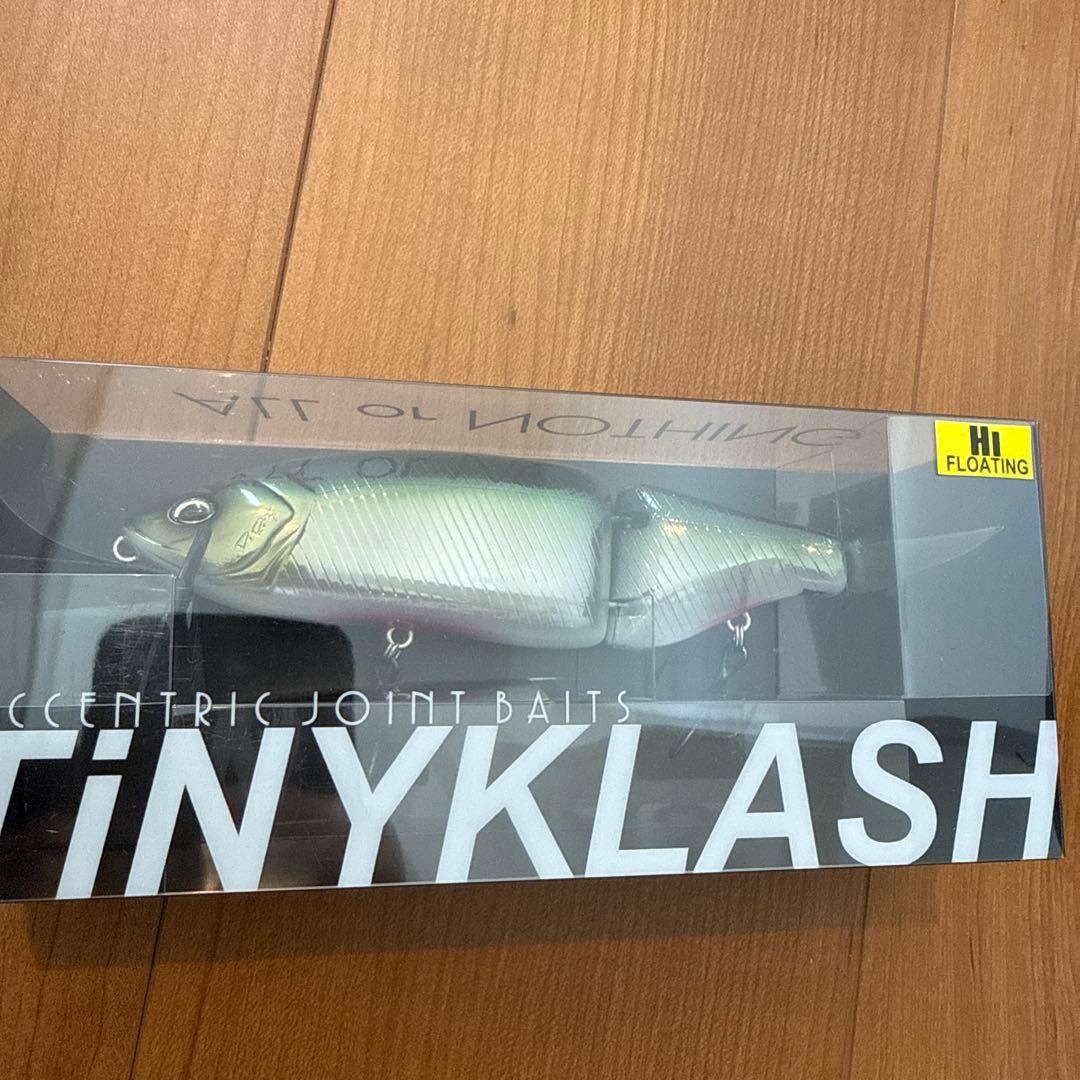 ALL or NOTHING
HI
FLOATING
CCENTRIC JOINT BAITS
TiNYKLASH